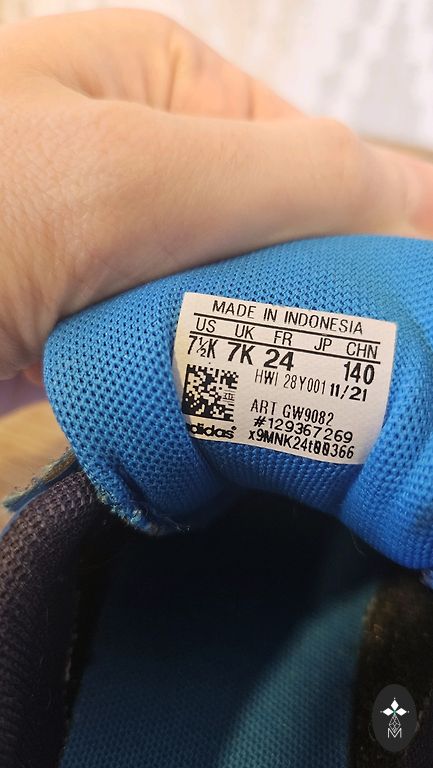 MADE IN INDONESIA
US UK FR JP CHN
7½K 7K 24 140
HWI 28Y001 11/21
ART GW9082
#129367269
adidas® x9MNK24t00366
M